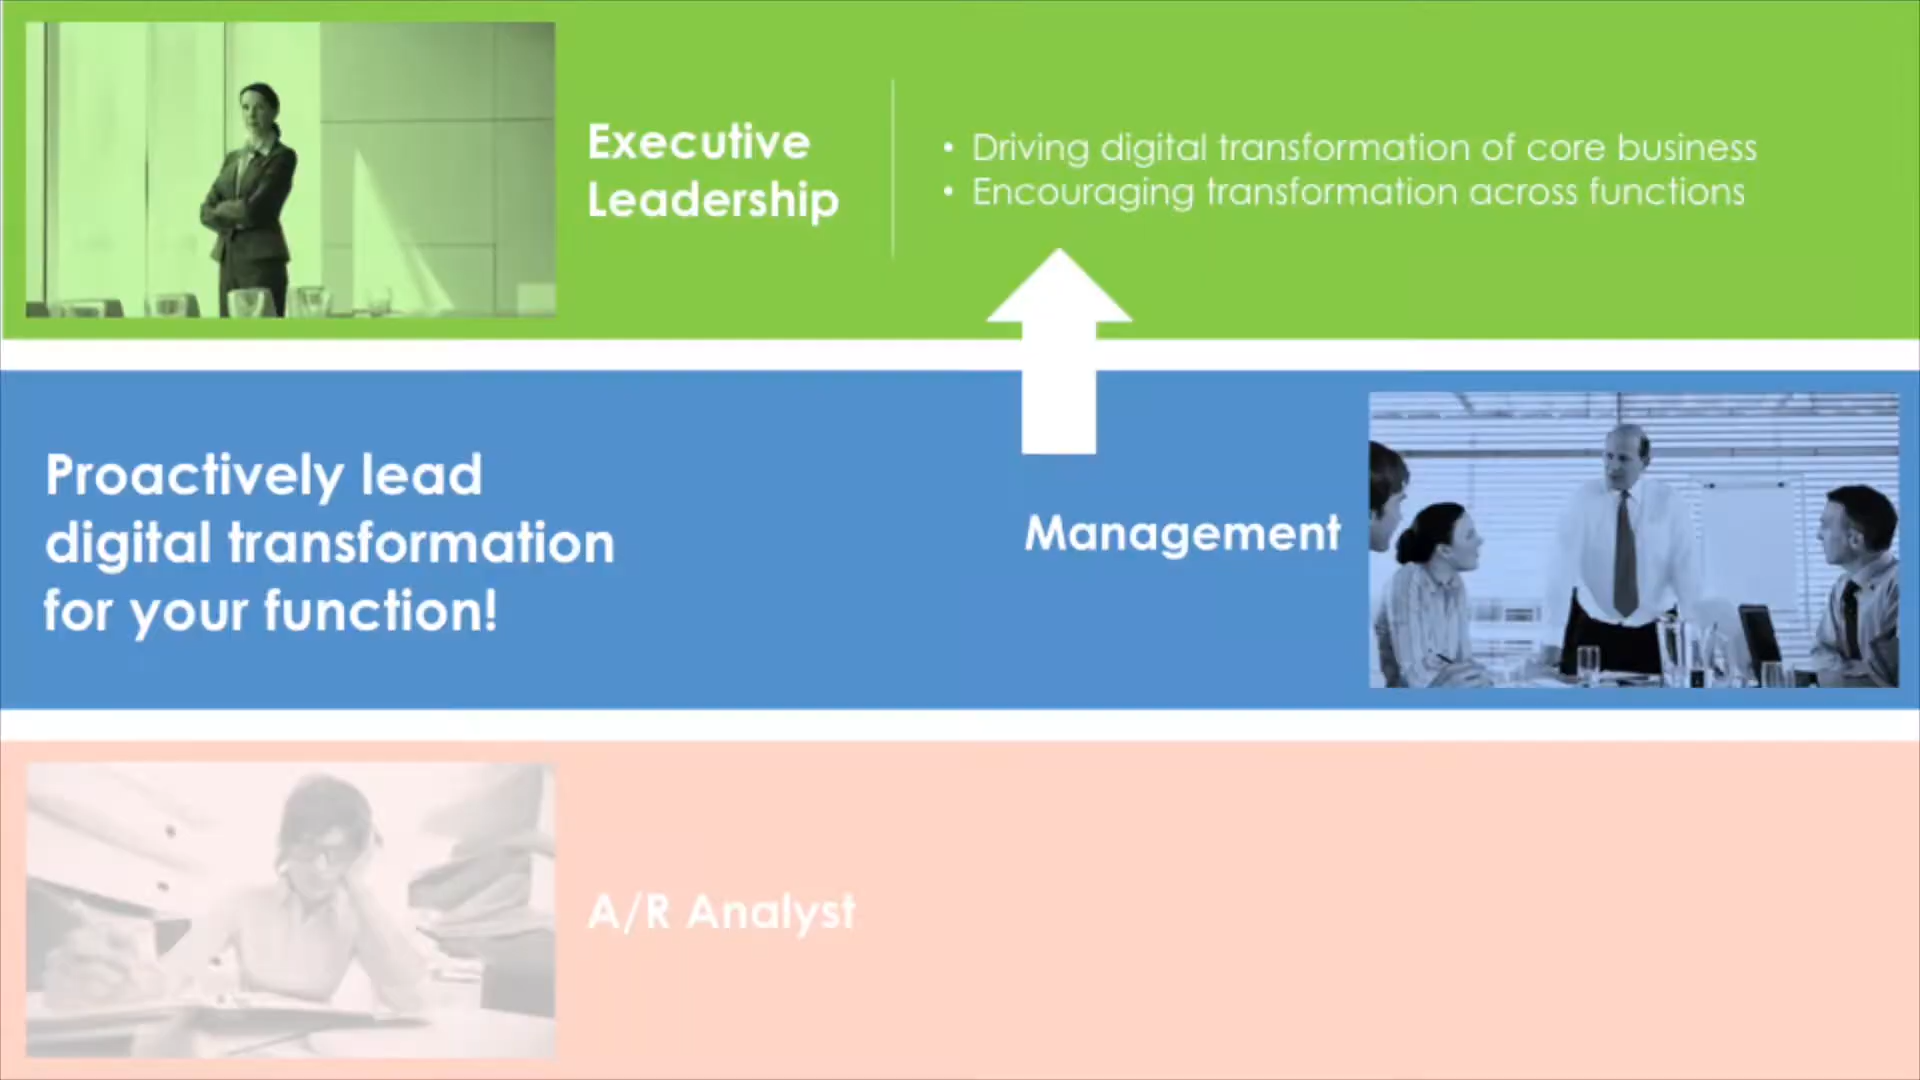 Executive
Leadership
• Driving digital transformation of core business
• Encouraging transformation across functions
Proactively lead
digital transformation
for your function!
Management
A/R Analyst